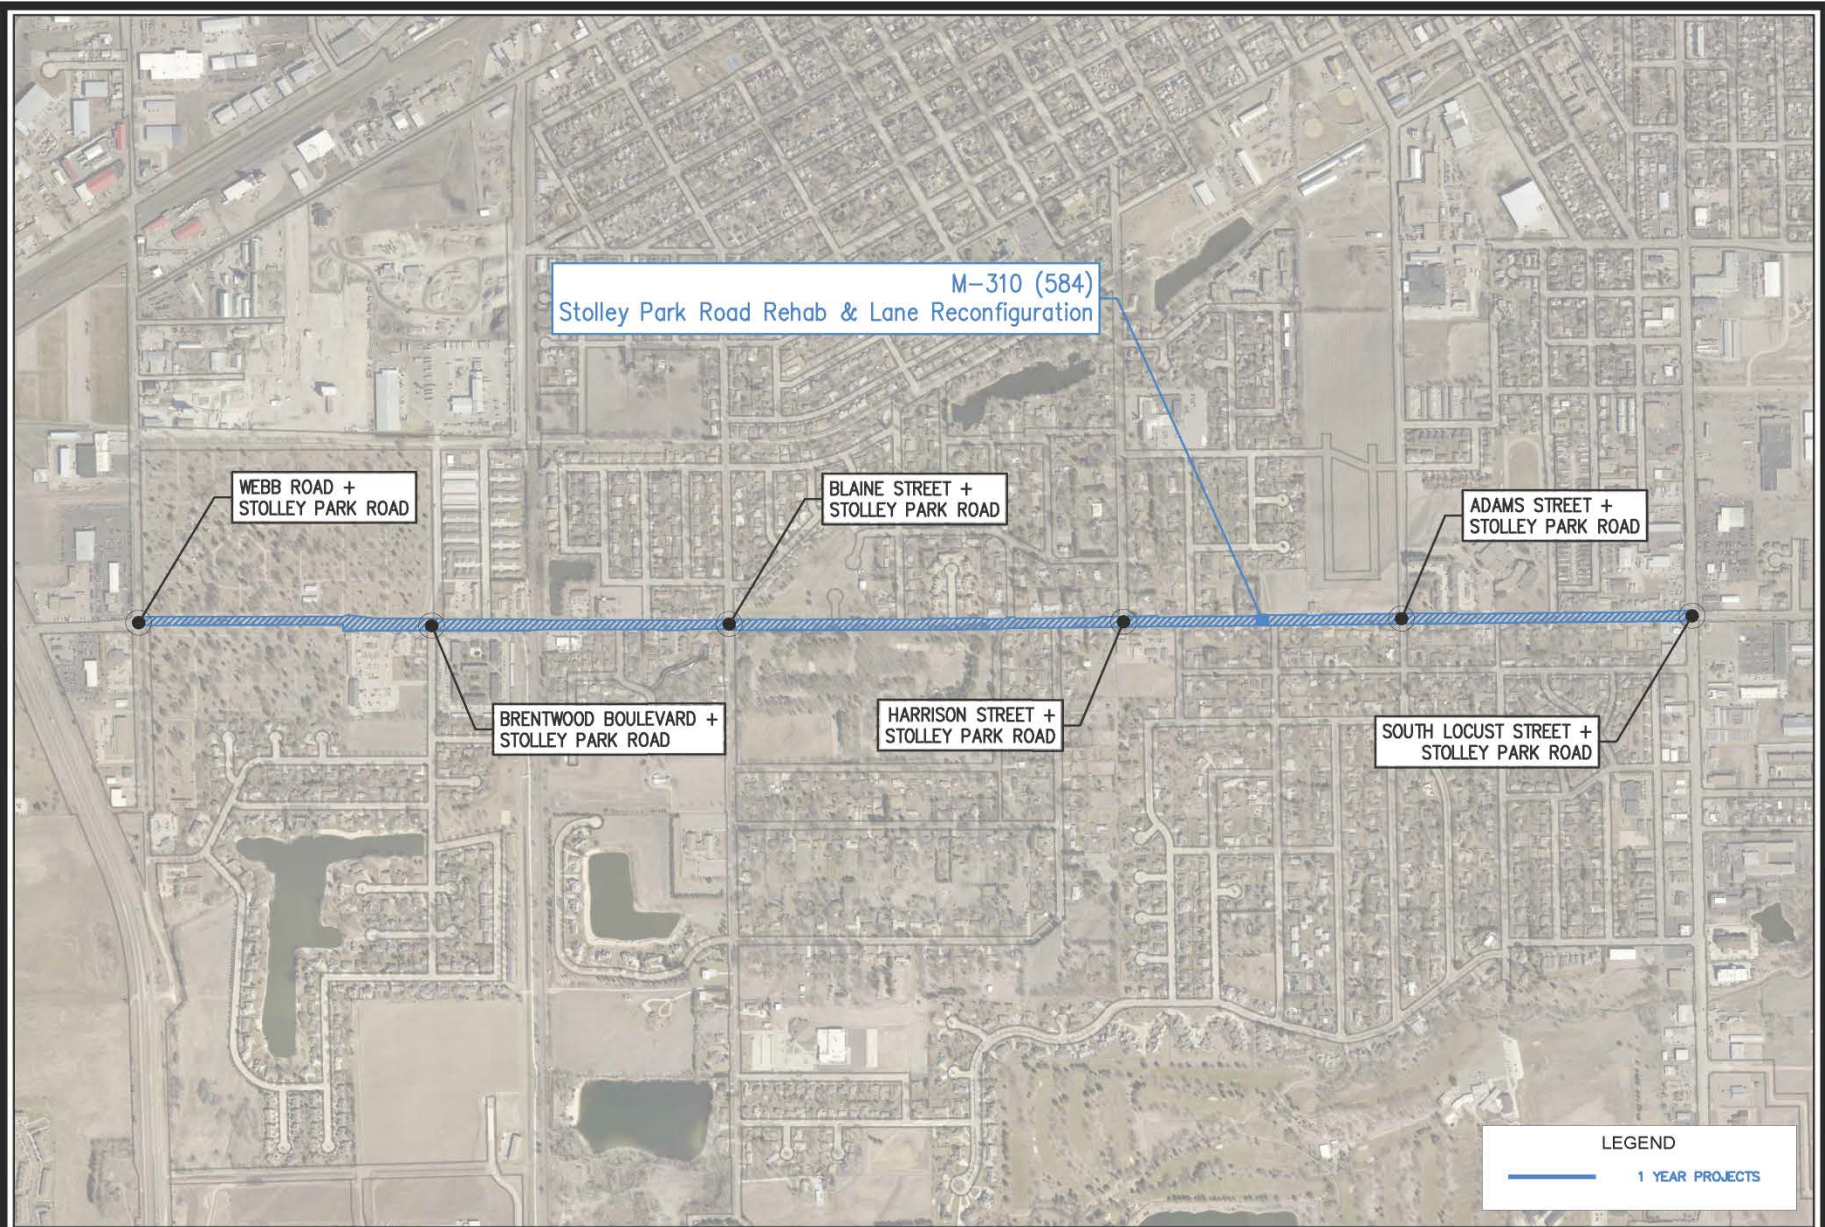 M-310 (584)
Stolley Park Road Rehab & Lane Reconfiguration
WEBB ROAD +
STOLLEY PARK ROAD
BLAINE STREET +
STOLLEY PARK ROAD
ADAMS STREET +
STOLLEY PARK ROAD
BRENTWOOD BOULEVARD +
STOLLEY PARK ROAD
HARRISON STREET +
STOLLEY PARK ROAD
SOUTH LOCUST STREET +
STOLLEY PARK ROAD
LEGEND
1 YEAR PROJECTS